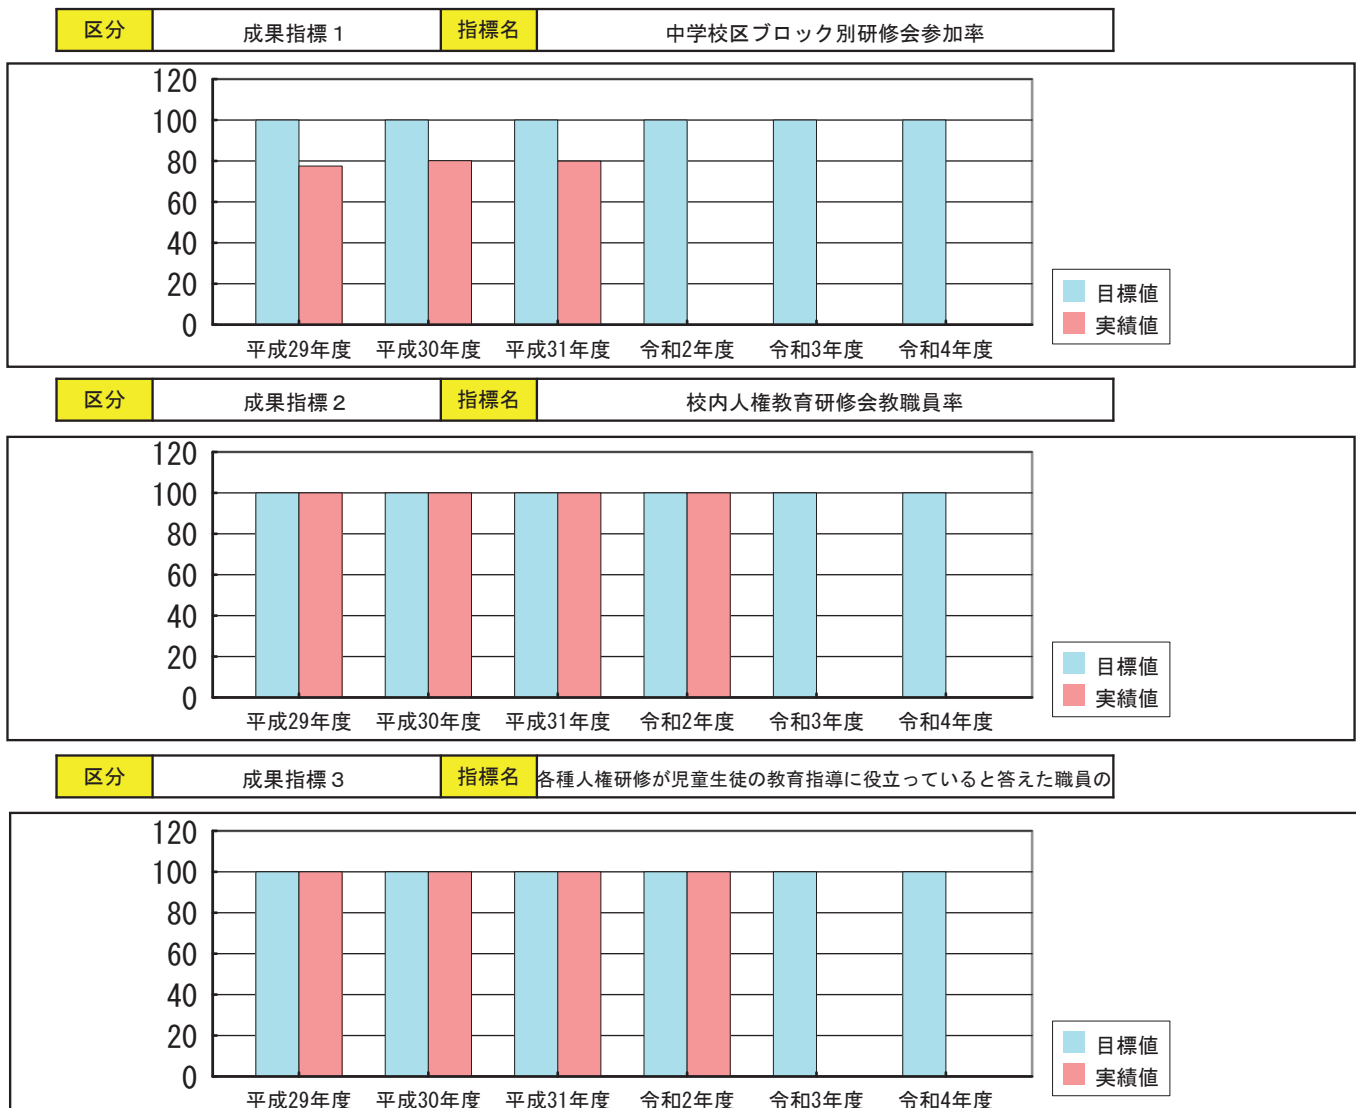 区分 成果指標１ 指標名 中学校区ブロック別研修会参加率
120
100
80
60
40
20
0
平成29年度 平成30年度 平成31年度 令和2年度 令和3年度 令和4年度
目標値
実績値
区分 成果指標２ 指標名 校内人権教育研修会教職員率
120
100
80
60
40
20
0
平成29年度 平成30年度 平成31年度 令和2年度 令和3年度 令和4年度
目標値
実績値
区分 成果指標３ 指標名 各種人権研修が児童生徒の教育指導に役立っていると答えた職員の
120
100
80
60
40
20
0
平成29年度 平成30年度 平成31年度 令和2年度 令和3年度 令和4年度
目標値
実績値